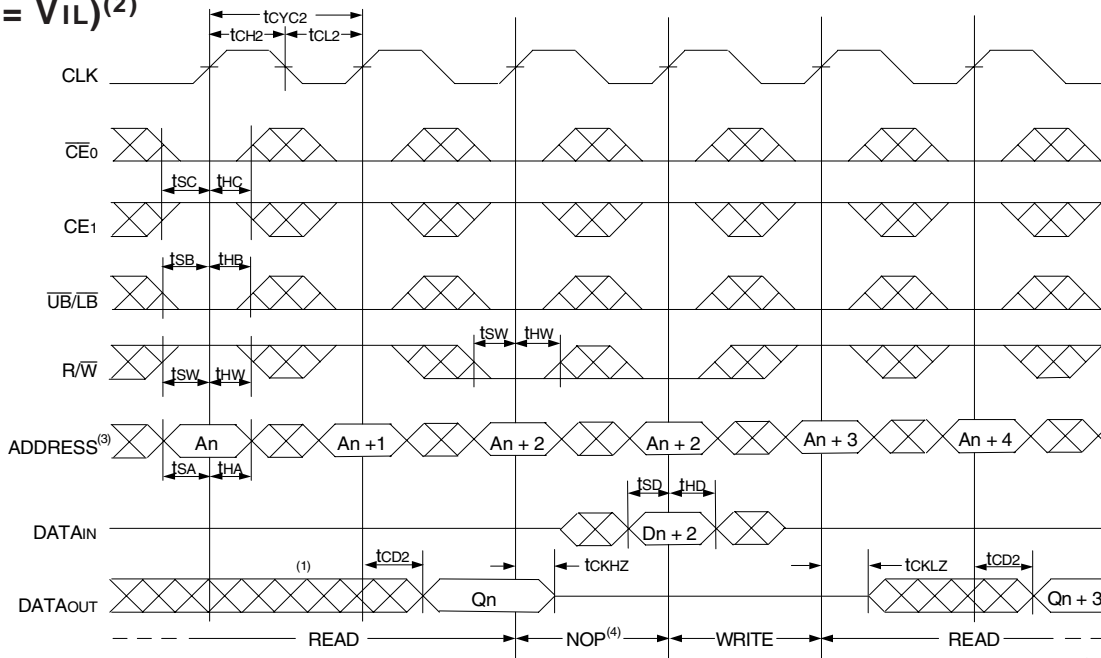 = VIL)(2)
tCYC2
tCH2 tCL2
CLK
CE0
tSC tHC
CE1
tSB tHB
UB/LB
tSW tHW
R/W
tSW tHW
ADDRESS(3) An An +1 An + 2 An + 2 An + 3 An + 4
tSA tHA
tSD tHD
DATAIN Dn + 2
(1) tCD2 tCKHZ tCKLZ tCD2
DATAOUT Qn Qn + 3
READ NOP(4) WRITE READ